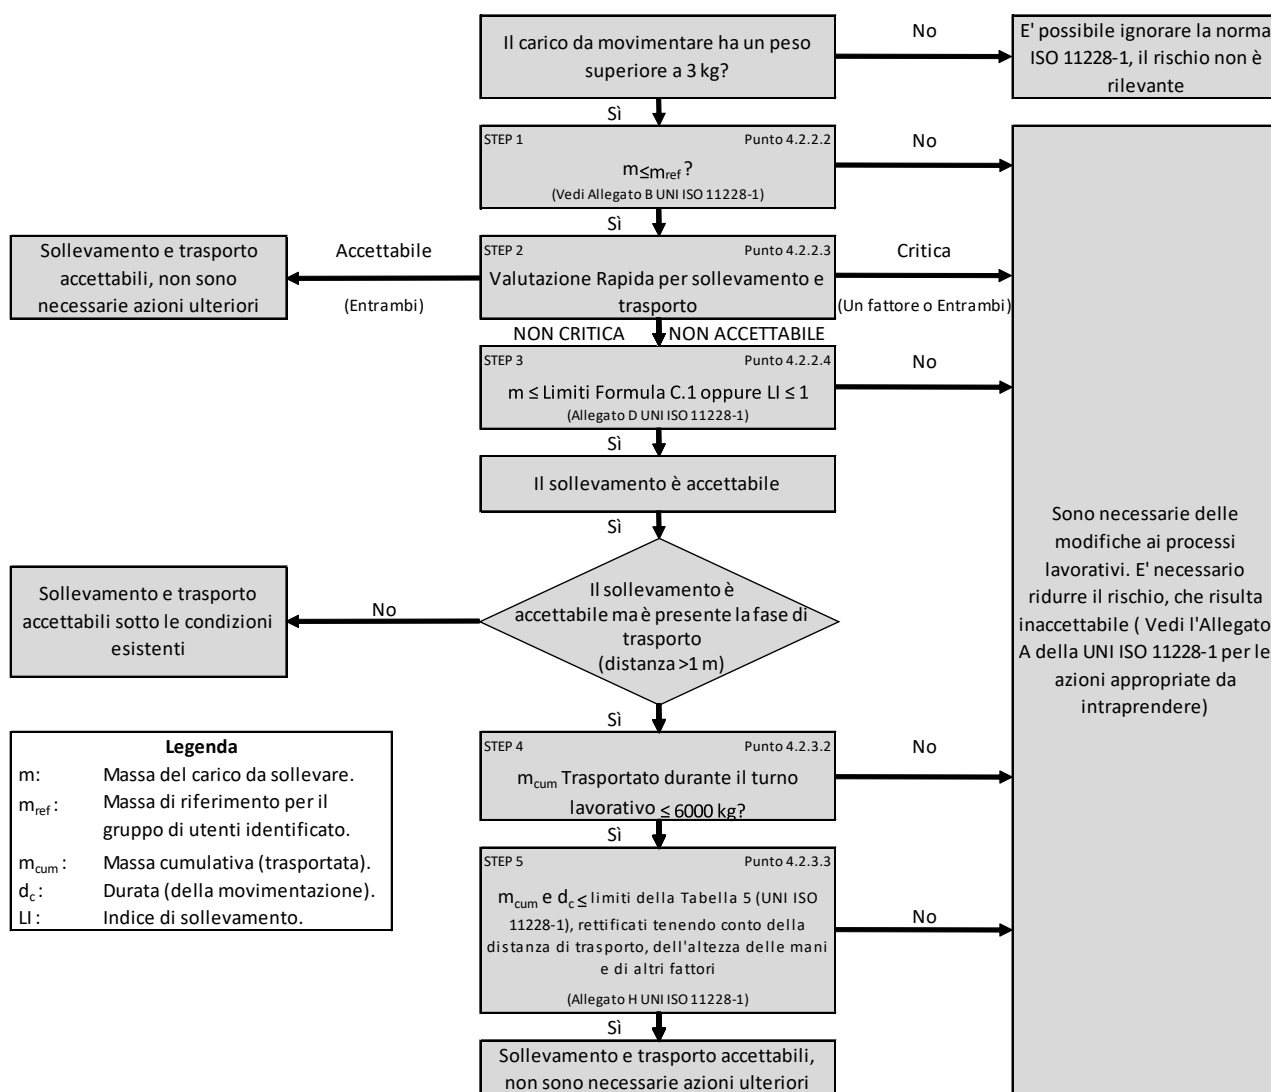 Il carico da movimentare ha un peso
superiore a 3 kg?
No
E' possibile ignorare la norma
ISO 11228-1, il rischio non è
rilevante
Sì
STEP 1 Punto 4.2.2.2
m≤mref ?
(Vedi Allegato B UNI ISO 11228-1)
No
Sì
Sollevamento e trasporto
accettabili, non sono
necessarie azioni ulteriori
Accettabile
(Entrambi)
STEP 2 Punto 4.2.2.3
Valutazione Rapida per sollevamento e
trasporto
Critica
(Un fattore o Entrambi)
NON CRITICA NON ACCETTABILE
STEP 3 Punto 4.2.2.4
m ≤ Limiti Formula C.1 oppure LI ≤ 1
(Allegato D UNI ISO 11228-1)
No
Sì
Il sollevamento è accettabile
Sì
Il sollevamento è
accettabile ma è presente la fase di
trasporto
(distanza >1 m)
No
Sollevamento e trasporto
accettabili sotto le condizioni
esistenti
Sono necessarie delle
modifiche ai processi
lavorativi. E' necessario
ridurre il rischio, che risulta
inaccettabile ( Vedi l'Allegato
A della UNI ISO 11228-1 per le
azioni appropriate da
intraprendere)
Sì
STEP 4 Punto 4.2.3.2
mcum Trasportato durante il turno
lavorativo ≤ 6000 kg?
No
Sì
STEP 5 Punto 4.2.3.3
mcum e dc ≤ limiti della Tabella 5 (UNI ISO
11228-1), rettificati tenendo conto della
distanza di trasporto, dell'altezza delle mani
e di altri fattori
(Allegato H UNI ISO 11228-1)
No
Sì
Sollevamento e trasporto accettabili,
non sono necessarie azioni ulteriori
Legenda
m: Massa del carico da sollevare.
mref : Massa di riferimento per il
gruppo di utenti identificato.
mcum : Massa cumulativa (trasportata).
dc : Durata (della movimentazione).
LI : Indice di sollevamento.